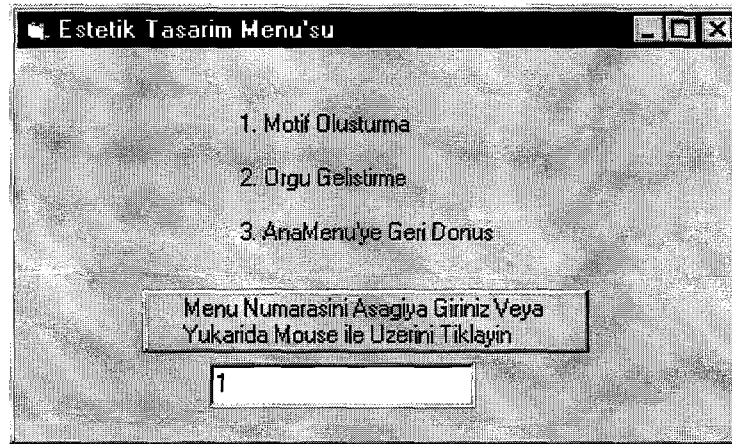 Estetik Tasarim Menu'su
1. Motif Olusturma
2. Orgu Gelistirme
3. AnaMenu'ye Geri Donus
Menu Numarasini Asagiya Giriniz Veya
Yukarida Mouse ile Uzerini Tiklayin
1